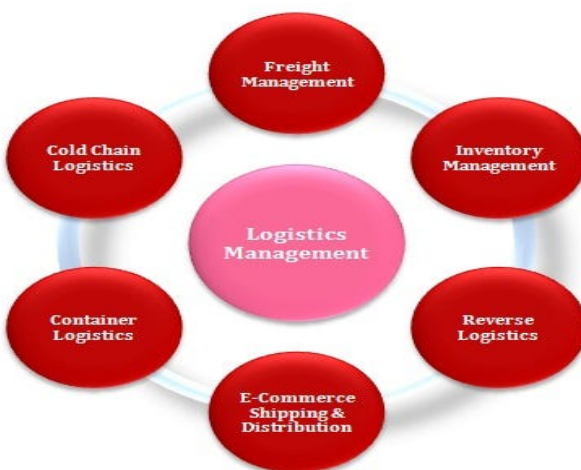 Freight
Management
Cold Chain
Logistics
Inventory
Management
Logistics
Management
Container
Logistics
Reverse
Logistics
E-Commerce
Shipping &
Distribution